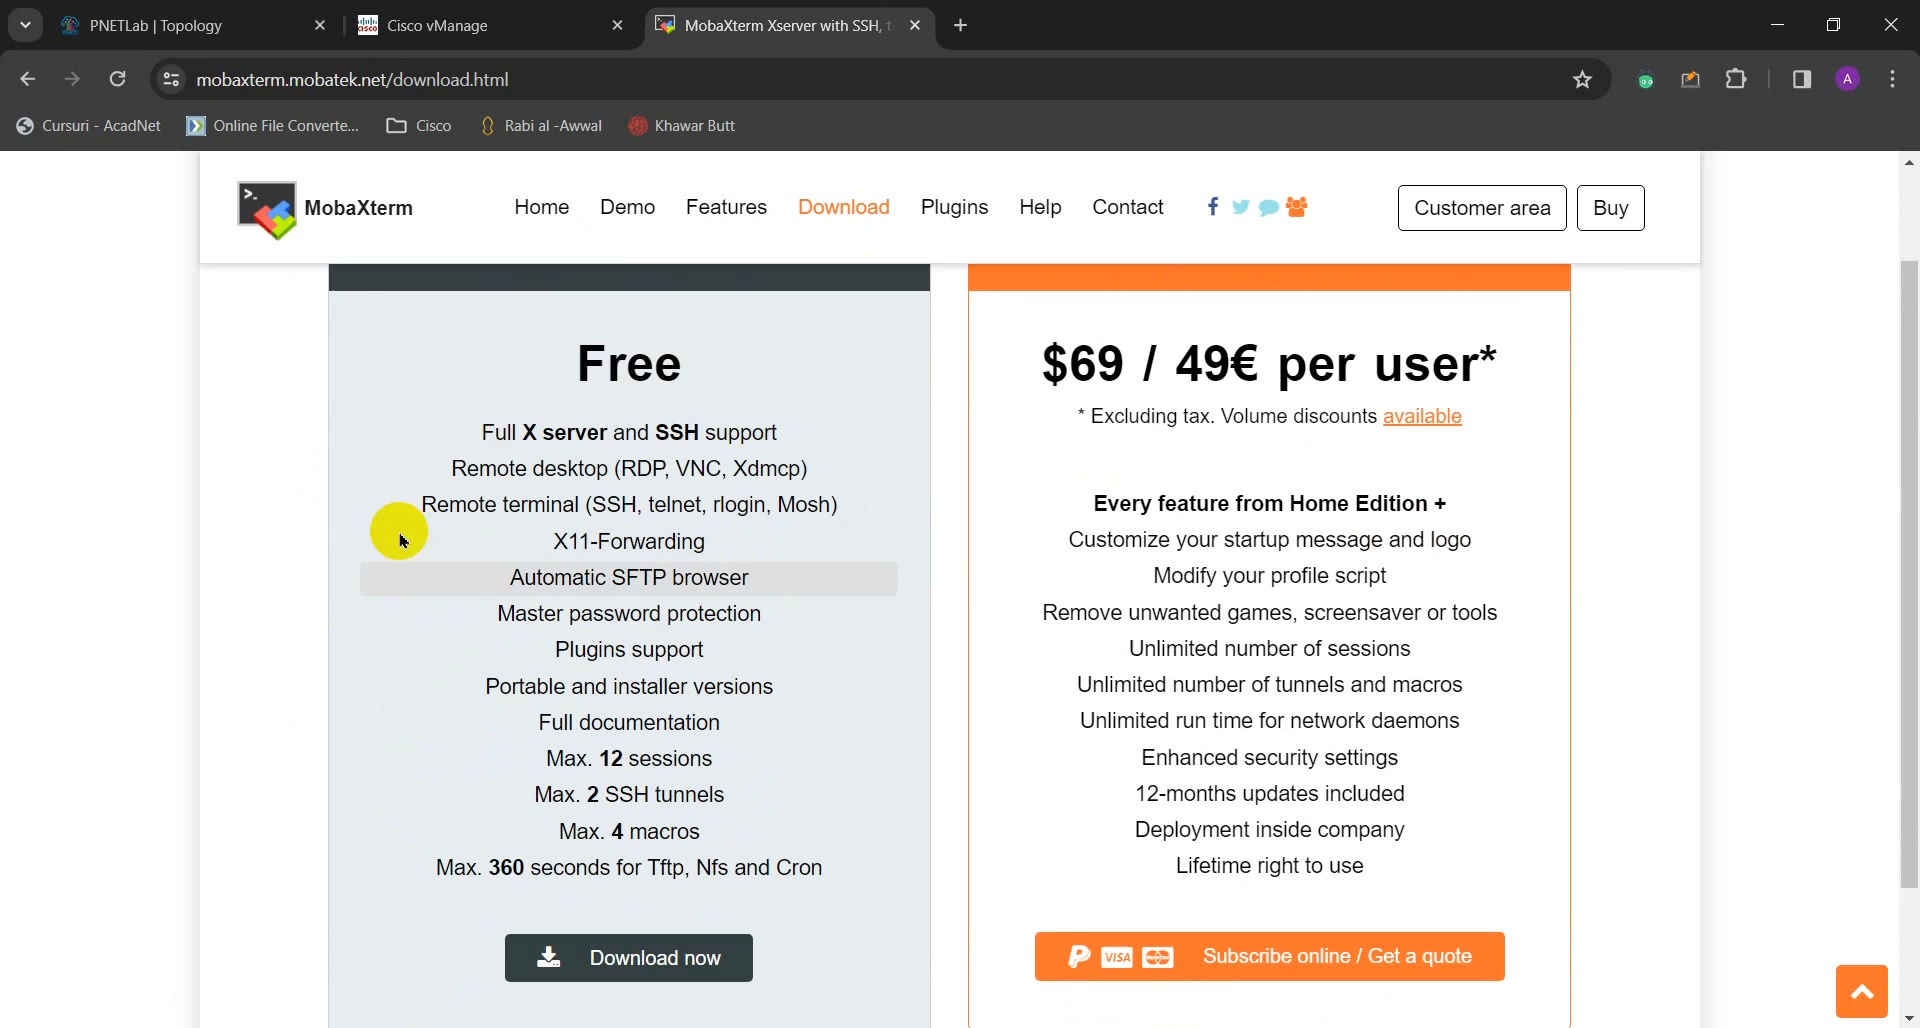 PNETLab | Topology
Cisco vManage
MobaXterm Xserver with SSH, t
mobaxterm.mobatek.net/download.html
A
Cursuri - AcadNet
Online File Converte...
Cisco
Rabi al -Awwal
Khawar Butt
MobaXterm
Home
Demo
Features
Download
Plugins
Help
Contact
Customer area
Buy
Free
Full X server and SSH support
Remote desktop (RDP, VNC, Xdmcp)
Remote terminal (SSH, telnet, rlogin, Mosh)
X11-Forwarding
Automatic SFTP browser
Master password protection
Plugins support
Portable and installer versions
Full documentation
Max. 12 sessions
Max. 2 SSH tunnels
Max. 4 macros
Max. 360 seconds for Tftp, Nfs and Cron
Download now
$69 / 49€ per user*
* Excluding tax. Volume discounts available
Every feature from Home Edition +
Customize your startup message and logo
Modify your profile script
Remove unwanted games, screensaver or tools
Unlimited number of sessions
Unlimited number of tunnels and macros
Unlimited run time for network daemons
Enhanced security settings
12-months updates included
Deployment inside company
Lifetime right to use
VISA
Subscribe online / Get a quote